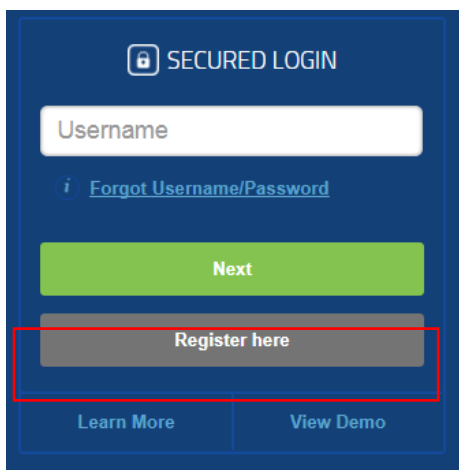 SECURED LOGIN
Username
i Forgot Username/Password
Next
Register here
Learn More View Demo